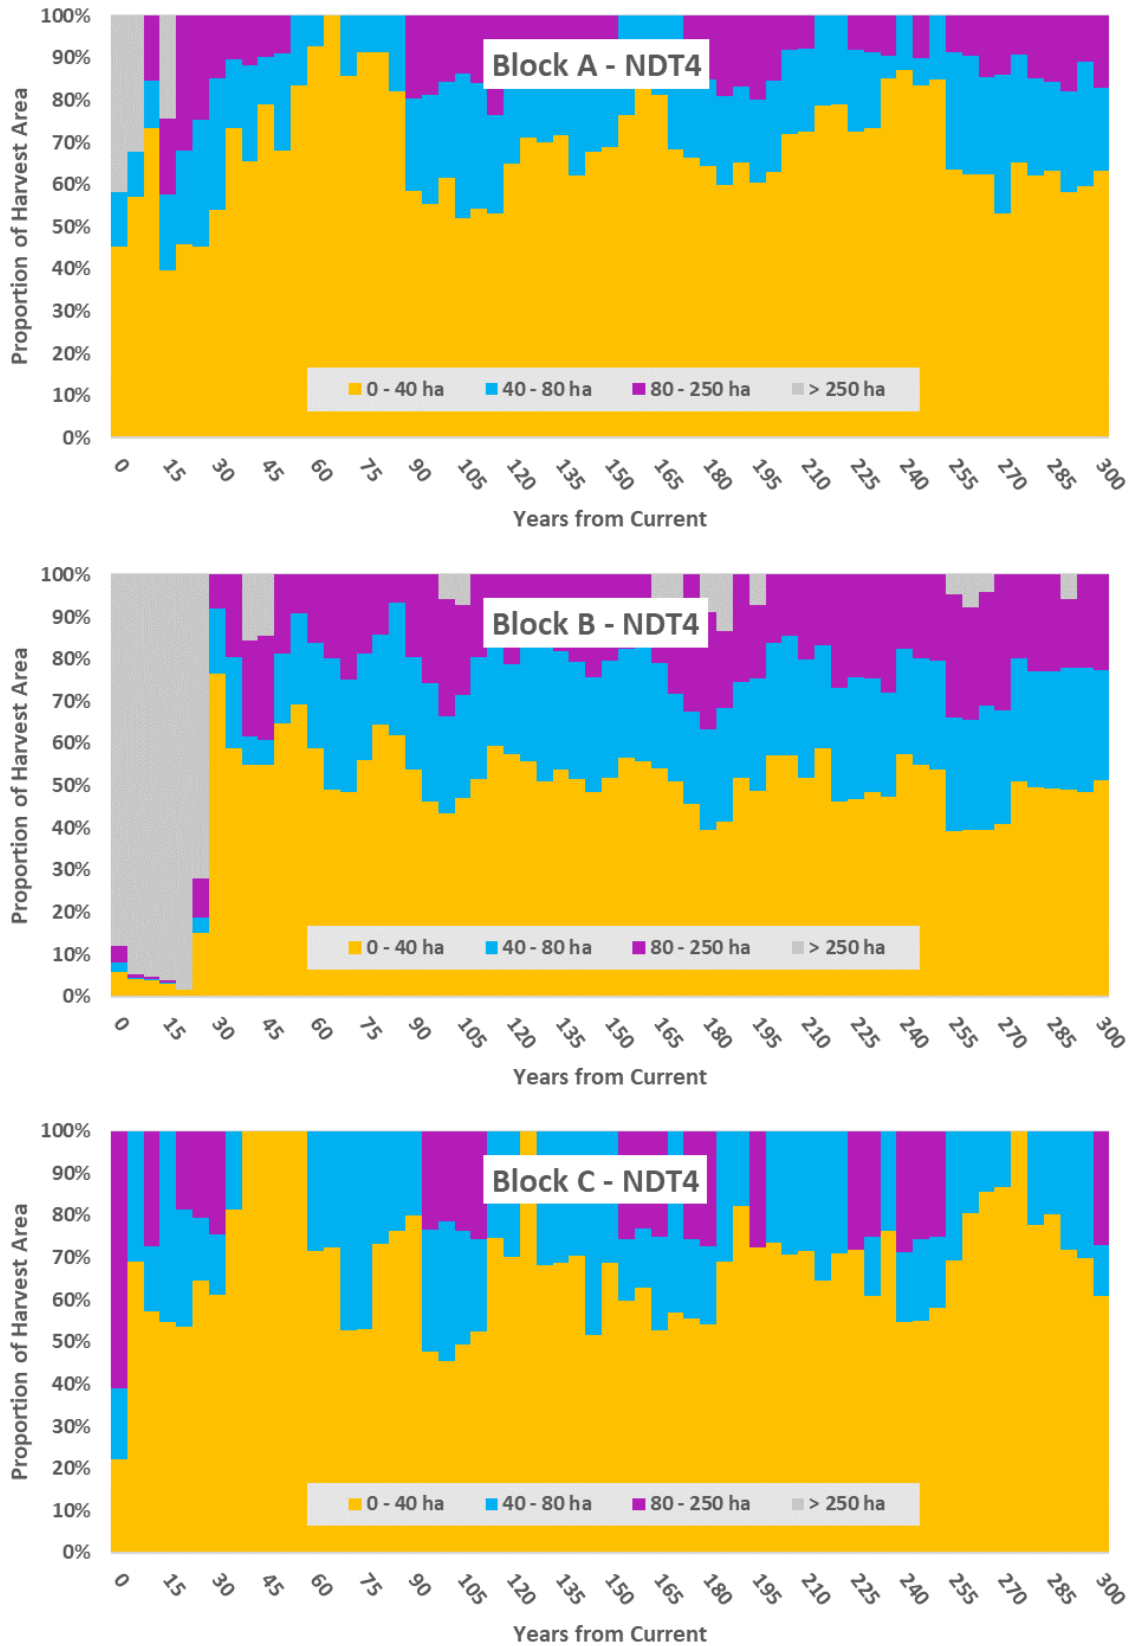 Block A - NDT4
Proportion of Harvest Area
100%
90%
80%
70%
60%
50%
40%
30%
20%
10%
0%
0 - 40 ha 40 - 80 ha 80 - 250 ha > 250 ha
0 15 30 45 60 75 90 105 120 135 150 165 180 195 210 225 240 255 270 285 300
Years from Current
Block B - NDT4
Proportion of Harvest Area
100%
90%
80%
70%
60%
50%
40%
30%
20%
10%
0%
0 - 40 ha 40 - 80 ha 80 - 250 ha > 250 ha
0 15 30 45 60 75 90 105 120 135 150 165 180 195 210 225 240 255 270 285 300
Years from Current
Block C - NDT4
Proportion of Harvest Area
100%
90%
80%
70%
60%
50%
40%
30%
20%
10%
0%
0 - 40 ha 40 - 80 ha 80 - 250 ha > 250 ha
0 15 30 45 60 75 90 105 120 135 150 165 180 195 210 225 240 255 270 285 300
Years from Current